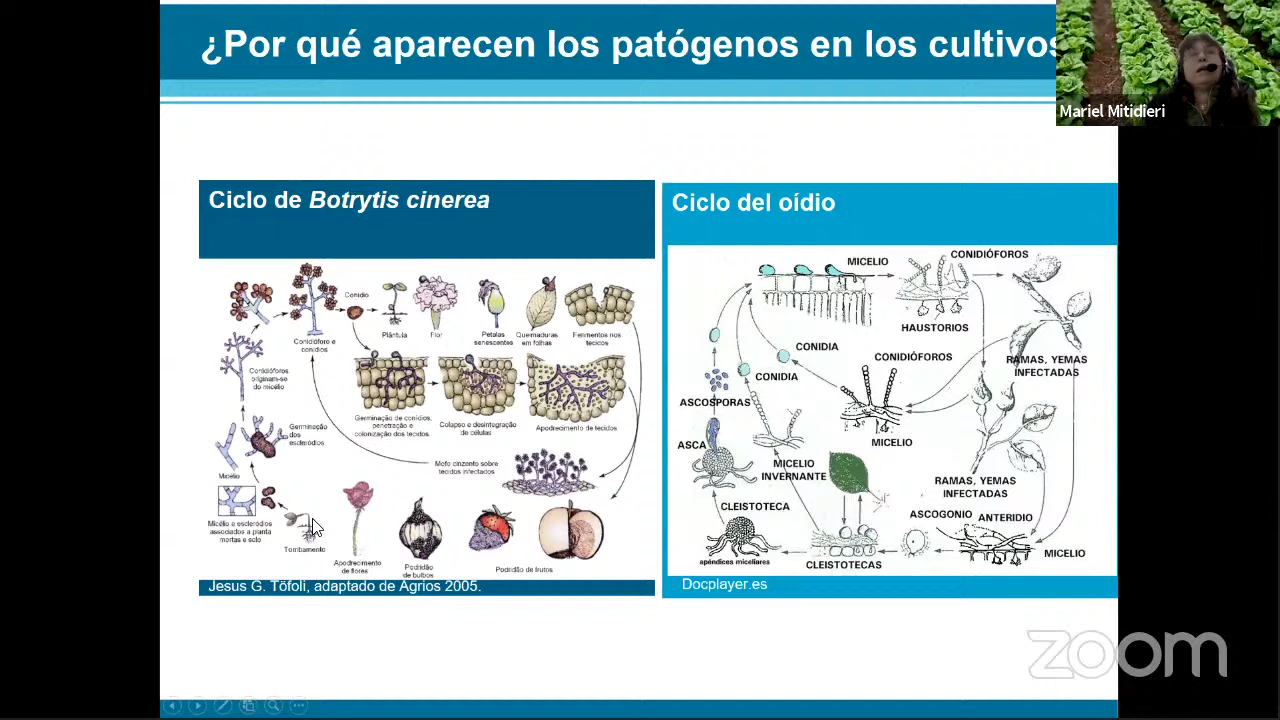 ¿Por qué aparecen los patógenos en los cultivos
Mariel Mitidieri
Ciclo de Botrytis cinerea
Conídio
Plântula
Flor
Pétalas
senescentes
Queimaduras
em folhas
Ferimentos nos
tecidos
Conidióforo e
conídios
Conidióforos
originam-se
do micélio
Germinação de conídios,
penetração e
colonização dos tecidos.
Colapso e desintegração
de células
Apodrecimento de tecidos
Germinação
dos
escleródios
Mofo cinzento sobre
tecidos infectados
Micélio
Micélio e escleródios
associados a planta
mortas e solo
Tombamento
Apodrecimento
de flores
Podridão
de bulbos
Podridão de frutos
Jesus G. Töfoli, adaptado de Agrios 2005.
Ciclo del oídio
MICELIO
CONIDIÓFOROS
HAUSTORIOS
CONIDIA
CONIDIÓFOROS
RAMAS, YEMAS
INFECTADAS
CONIDIA
ASCOSPORAS
MICELIO
ASCA
MICELIO
INVERNANTE
RAMAS, YEMAS
INFECTADAS
CLEISTOTECA
ASCOGONIO
ANTERIDIO
MICELIO
apéndices miceliares
CLEISTOTECAS
Docplayer.es
zoom